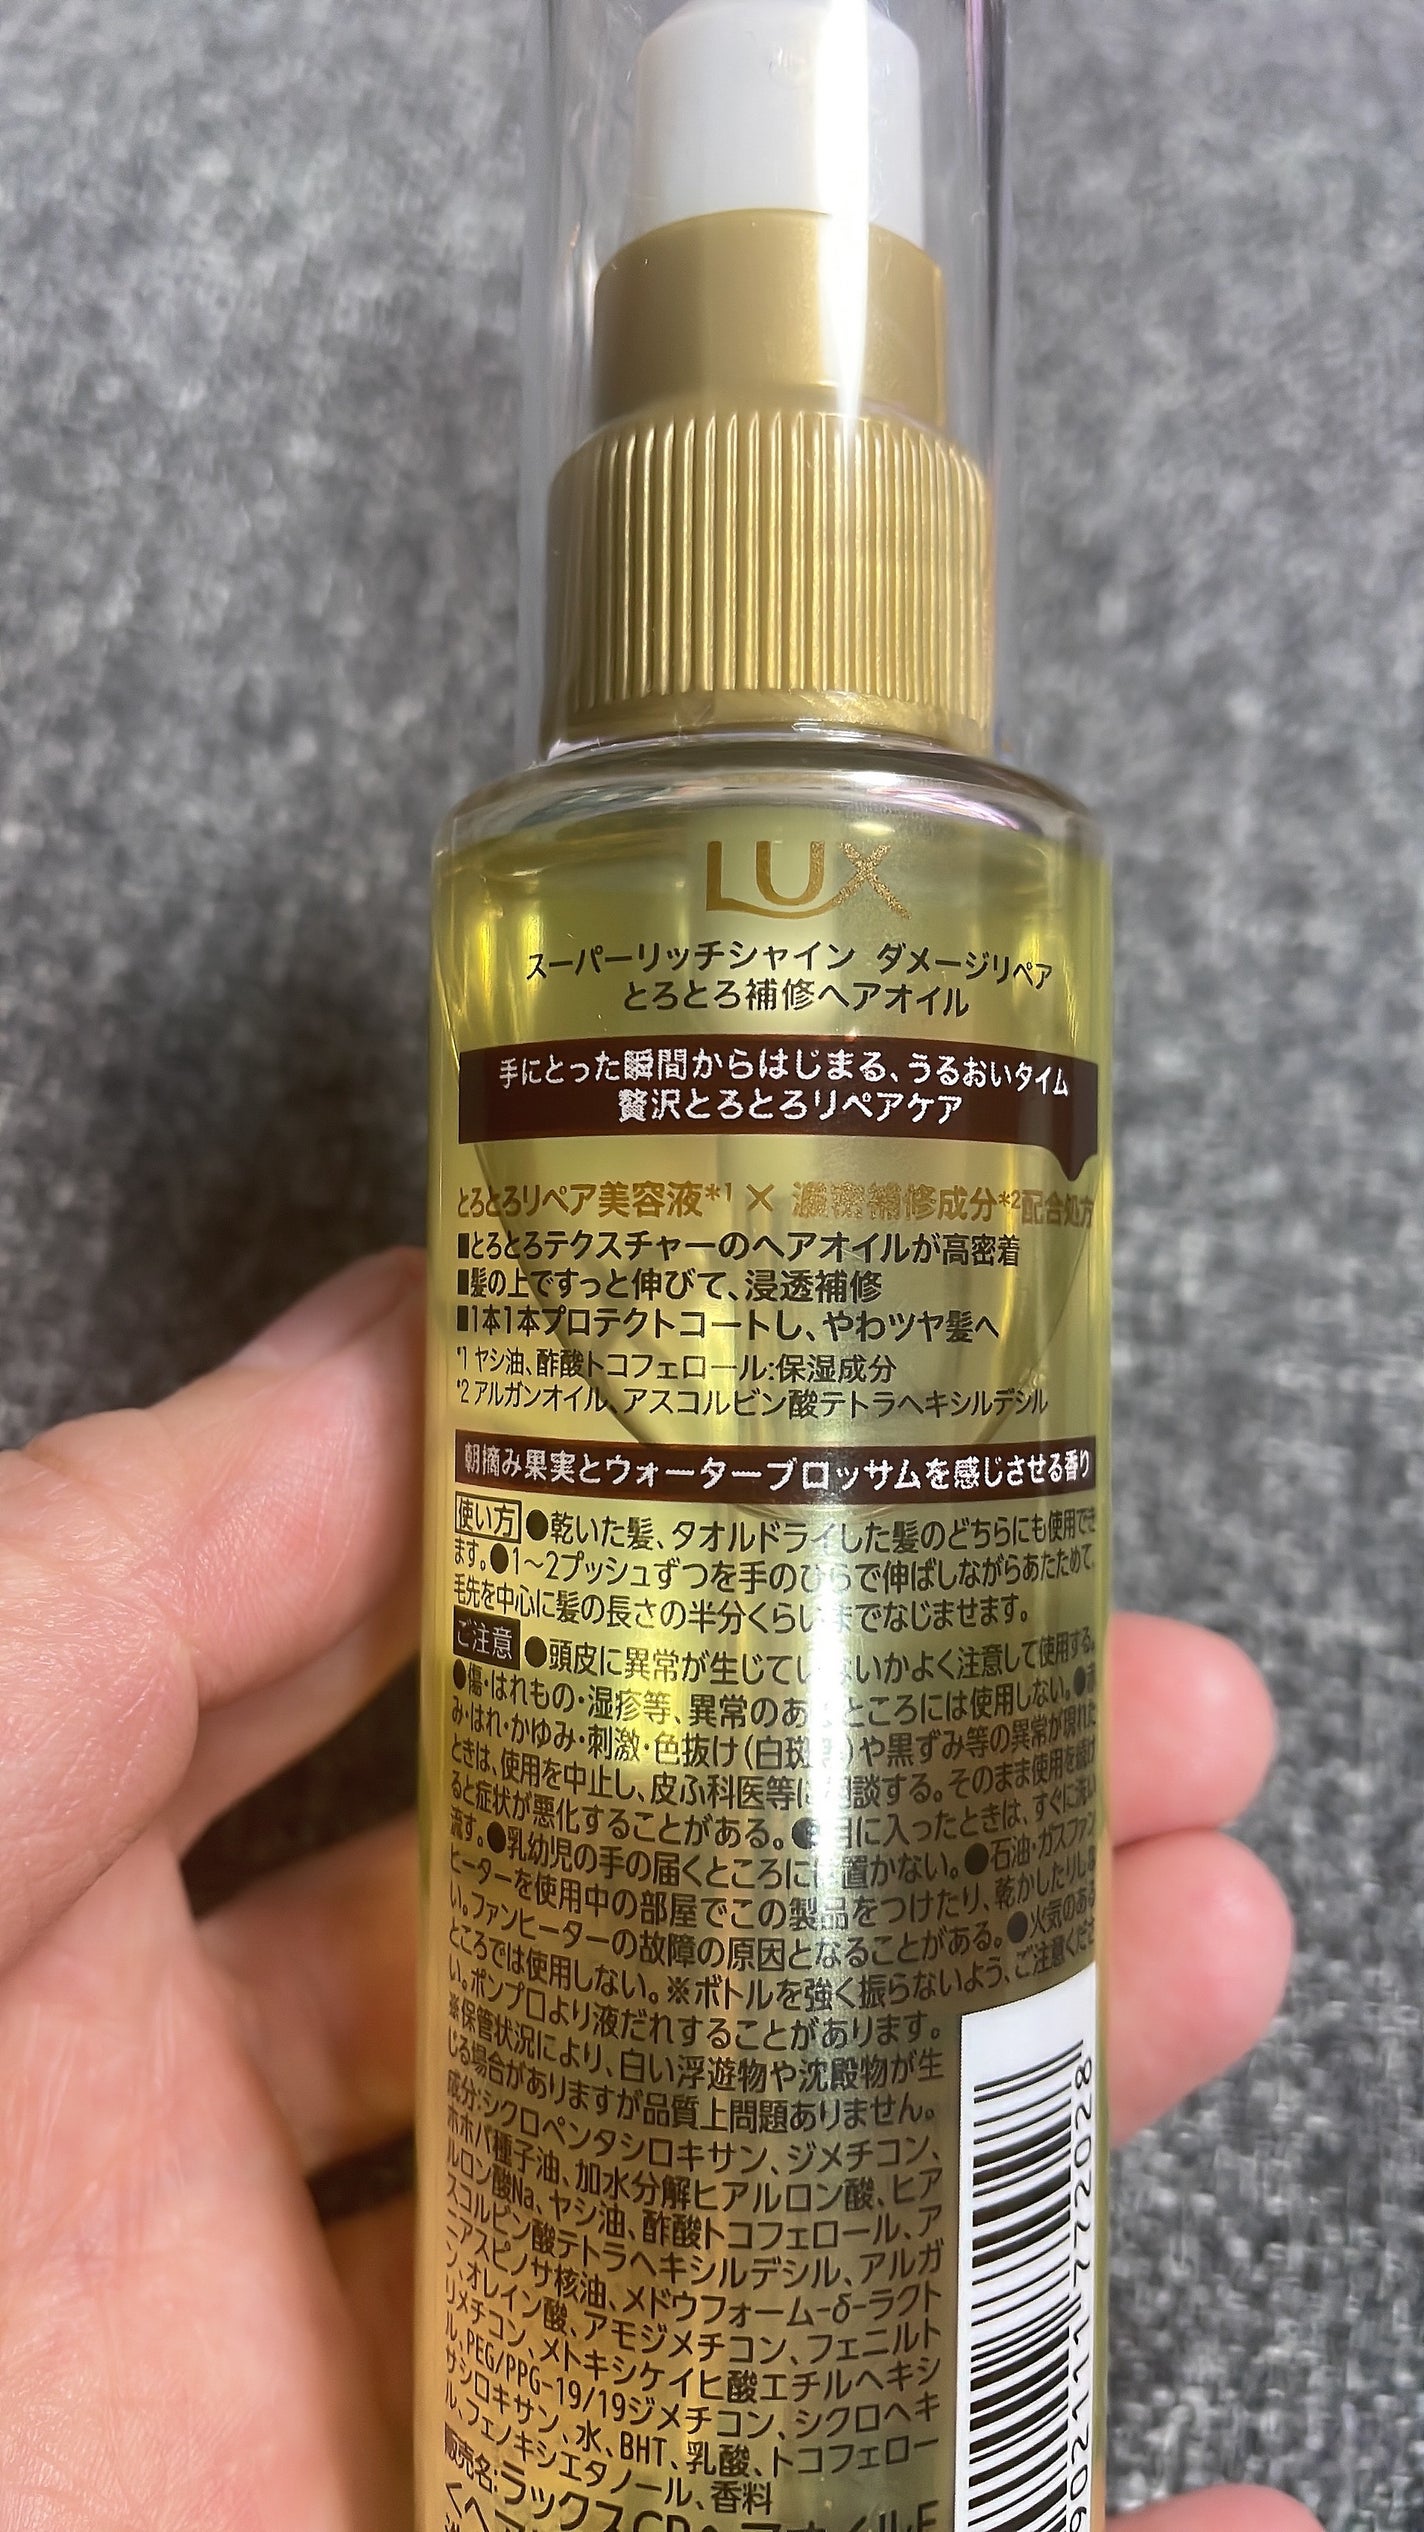 LUX
スーパーリッチシャイン ダメージリペア
とろとろ補修ヘアオイル
手にとった瞬間からはじまる、うるおいタイム
贅沢とろとろリペアケア
とろとろリペア美容液*1 × 濃密補修成分*2配合処方
■とろとろテクスチャーのヘアオイルが高密着
■髪の上ですっと伸びて、浸透補修
■1本1本プロテクトコートし、やわツヤ髪へ
*1 ヤシ油、酢酸トコフェロール:保湿成分
*2 アルガンオイル、アスコルビン酸テトラヘキシルデシル
朝摘み果実とウォーターブロッサムを感じさせる香り
使い方 ●乾いた髪、タオルドライした髪のどちらにも使用でき
ます。●1〜2プッシュずつを手のひらで伸ばしながらあたためて、
毛先を中心に髪の長さの半分くらいまでなじませます。
ご注意 ●頭皮に異常が生じていないかよく注意して使用する。
●傷・はれもの・湿疹等、異常のあるところには使用しない。●赤
み・はれ・かゆみ・刺激・色抜け(白斑等)や黒ずみ等の異常が現れた
ときは、使用を中止し、皮ふ科医等に相談する。そのまま使用を続け
ると症状が悪化することがある。●目に入ったときは、すぐに洗い
流す。●乳幼児の手の届くところには置かない。●石油・ガスファン
ヒーターを使用中の部屋でこの製品をつけたり、乾かしたりしな
い。ファンヒーターの故障の原因となることがある。●火気のある
ところでは使用しない。※ボトルを強く振らないよう、ご注意くださ
い。ポンプ口より液だれすることがあります。
※保管状況により、白い浮遊物や沈殿物が生
じる場合がありますが品質上問題ありません。
成分:シクロペンタシロキサン、ジメチコン、
ホホバ種子油、加水分解ヒアルロン酸、ヒア
ルロン酸Na、ヤシ油、酢酸トコフェロール、ア
スコルビン酸テトラヘキシルデシル、アルガ
ニアスピノサ核油、メドウフォーム-δ-ラクト
ン、オレイン酸、アモジメチコン、フェニルト
リメチコン、メトキシケイヒ酸エチルヘキシ
ル、PEG/PPG-19/19ジメチコン、シクロヘキ
サシロキサン、水、BHT、乳酸、トコフェロー
ル、フェノキシエタノール、香料
販売名:ラックスCDヘアオイルE